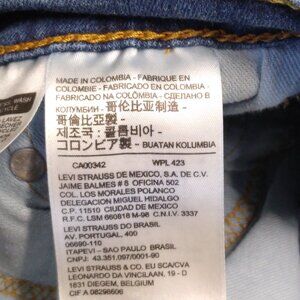 WASH
MADE IN COLOMBIA - FABRIQUE EN
COLOMBIE - FABRICADO EN COLOMBIA
FABRICADO NA COLÔMBIA - СДЕЛАНО В
КОЛУМБИИ - 哥伦比亚制造 -
哥倫比亞製 -
제조국 : 콜롬비아 -
コロンビア製 - BUATAN KOLUMBIA
CA00342 WPL 423
LEVI STRAUSS DE MEXICO, S.A. DE C.V.
JAIME BALMES # 8 OFICINA 502
COL. LOS MORALES POLANCO
DELEGACION MIGUEL HIDALGO
C.P. 11510 CIUDAD DE MEXICO
R.F.C. LSM 660818 M-98 C.N.I.V. 3337
LEVI STRAUSS DO BRASIL
AV. PORTUGAL, 400
06690-110
ITAPEVI - SAO PAULO BRASIL
CNPJ: 43.351.097/0001-90
LEVI STRAUSS & CO. EU SCA/CVA
LEONARDO DA VINCILAAN, 19 - D
1831 DIEGEM, BELGIUM
CIF A 08296506